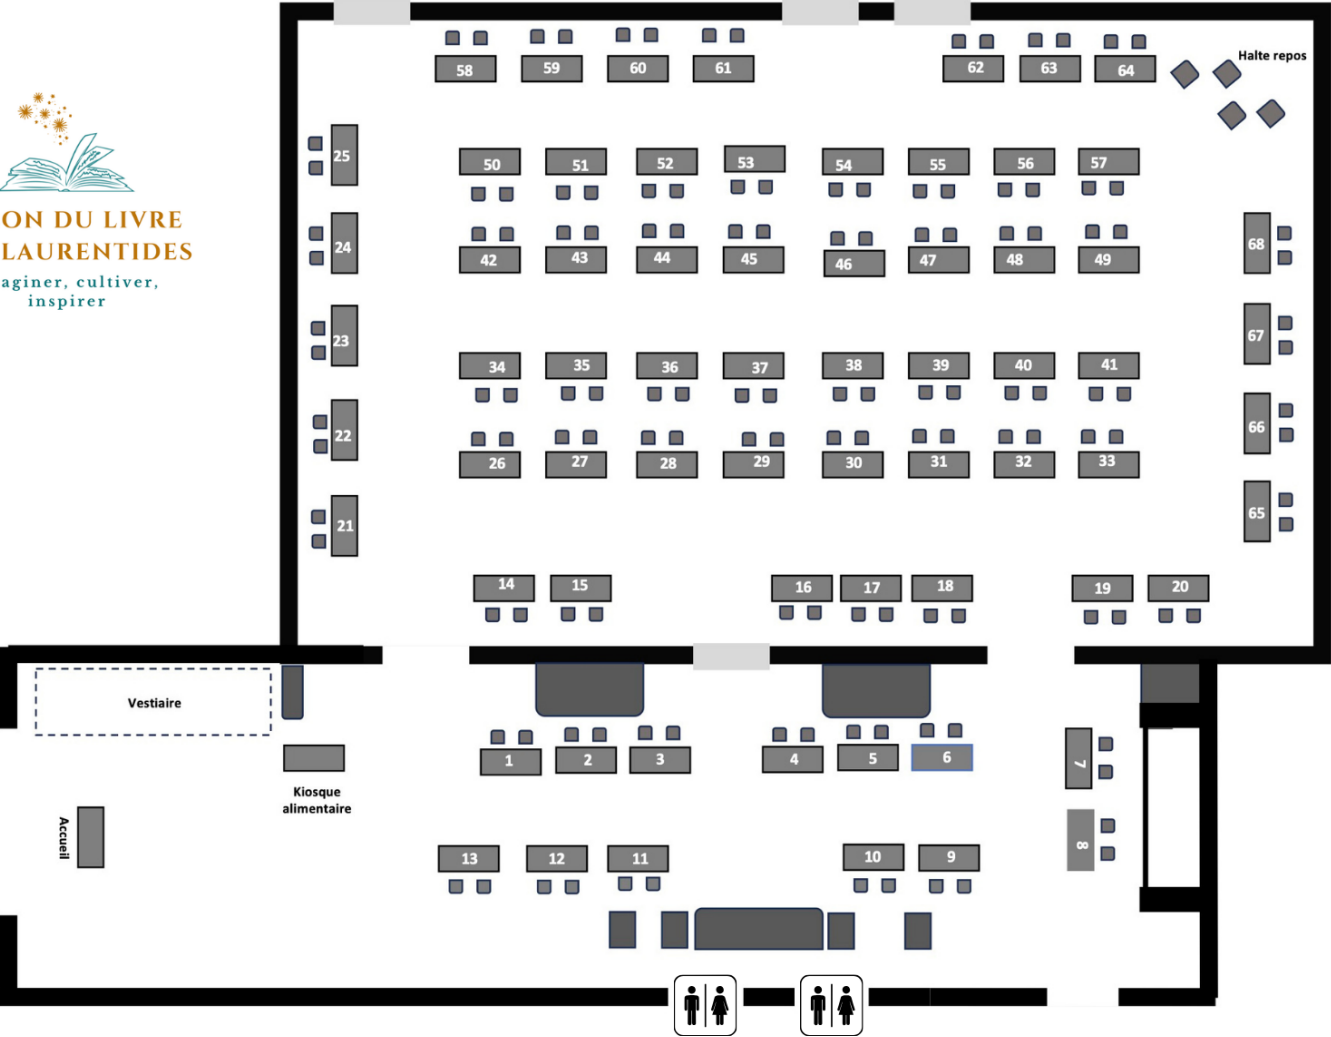 58 59 60 61 62 63 64
Halte repos
25 50 51 52 53 54 55 56 57
ON DU LIVRE
LAURENTIDES
aginer, cultiver,
inspirer
24 42 43 44 45 46 47 48 49 68
23 34 35 36 37 38 39 40 41 67
22 26 27 28 29 30 31 32 33 66
21 65
14 15 16 17 18 19 20
Vestiaire
1 2 3 4 5 6 7
Kiosque
alimentaire
Accueil
13 12 11 10 9 8